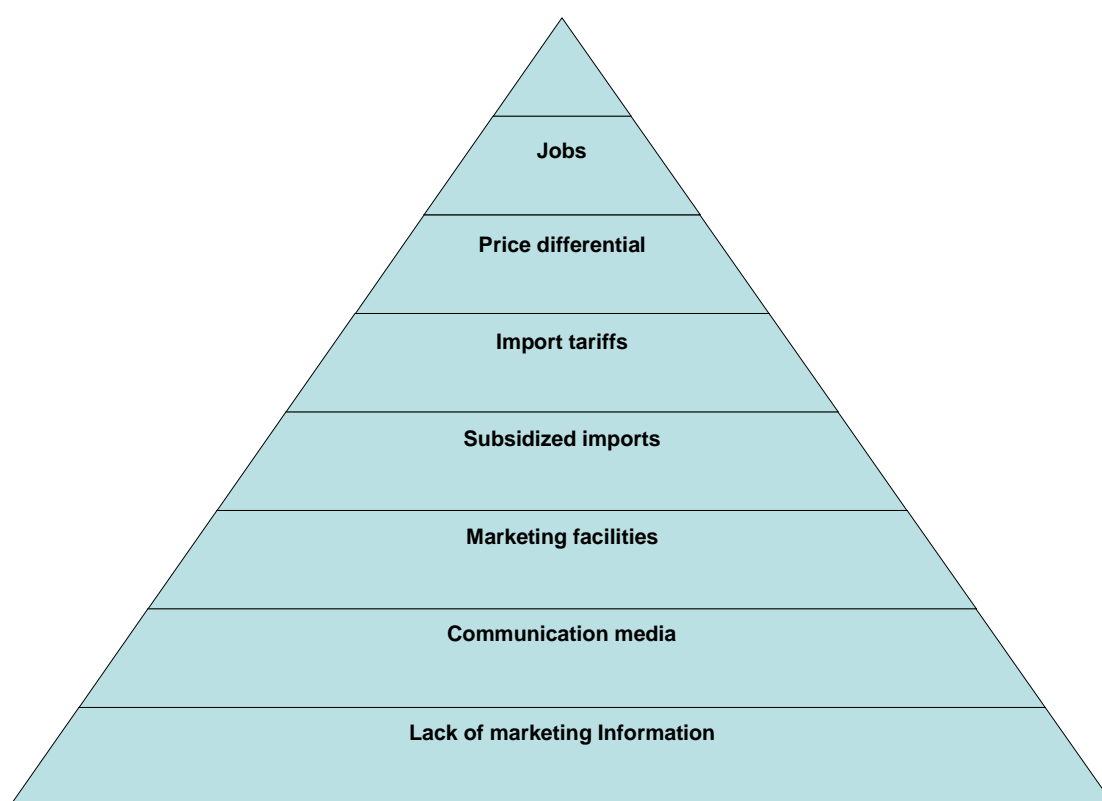 Jobs
Price differential
Import tariffs
Subsidized imports
Marketing facilities
Communication media
Lack of marketing Information